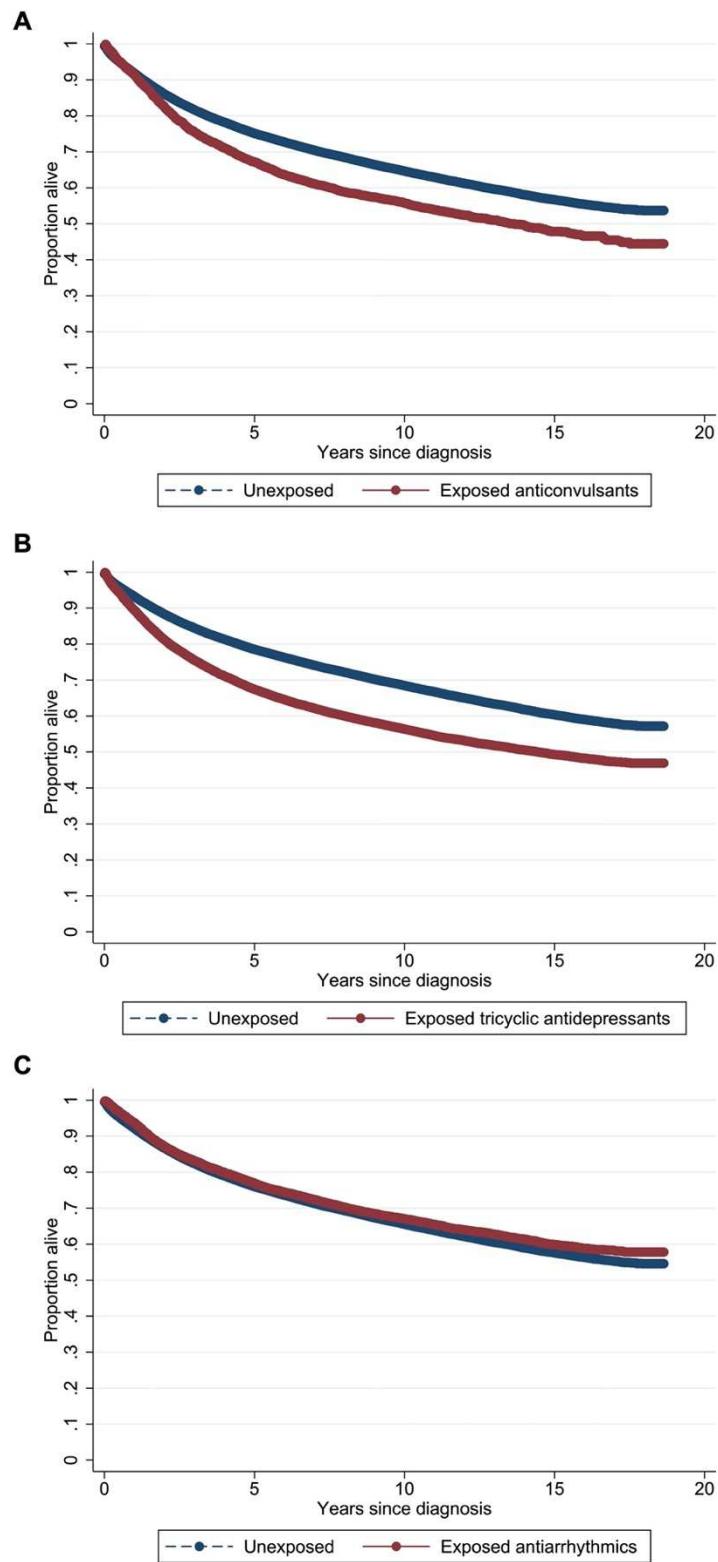 A
1
.9
.8
.7
.6
.5
.4
.3
.2
.1
0
Proportion alive
0 5 10 15 20
Years since diagnosis
Unexposed Exposed anticonvulsants
B
1
.9
.8
.7
.6
.5
.4
.3
.2
.1
0
Proportion alive
0 5 10 15 20
Years since diagnosis
Unexposed Exposed tricyclic antidepressants
C
1
.9
.8
.7
.6
.5
.4
.3
.2
.1
0
Proportion alive
0 5 10 15 20
Years since diagnosis
Unexposed Exposed antiarrhythmics